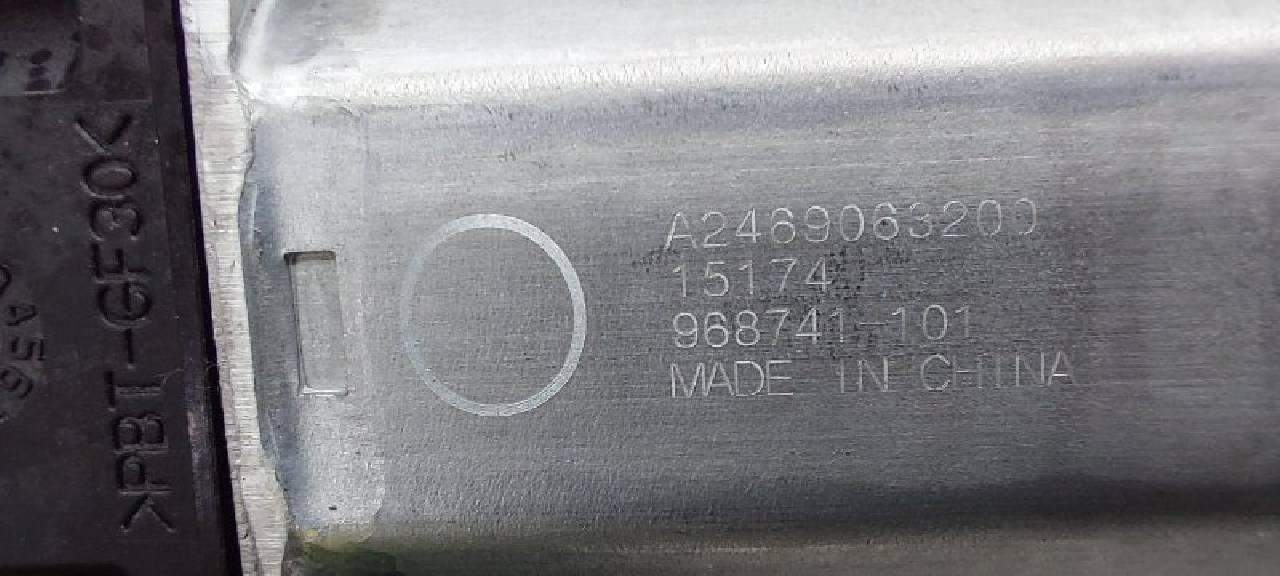 A2469063200
15174
968741-101
MADE IN CHINA
>PBT-GF30<